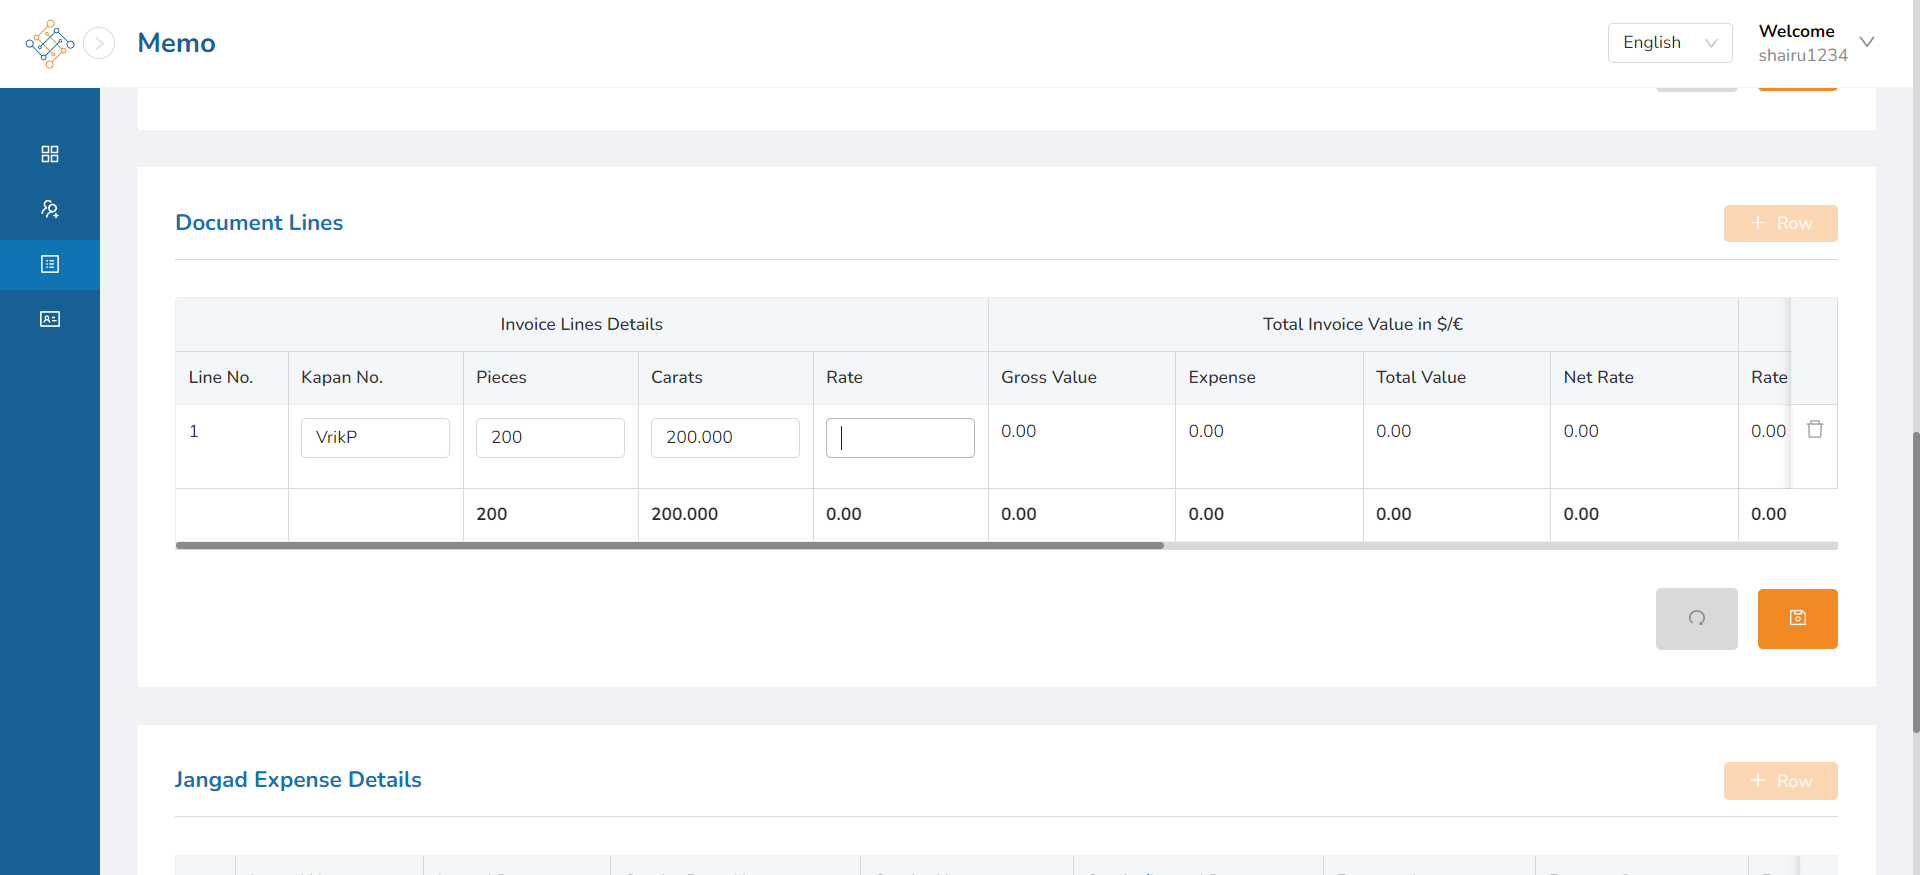 Memo
English
Welcome
shairu1234
Document Lines
+ Row
Invoice Lines Details
Total Invoice Value in $/€
Line No.
Kapan No.
Pieces
Carats
Rate
Gross Value
Expense
Total Value
Net Rate
Rate
1
VrikP
200
200.000
0.00
0.00
0.00
0.00
0.00
200
200.000
0.00
0.00
0.00
0.00
0.00
0.00
Jangad Expense Details
+ Row